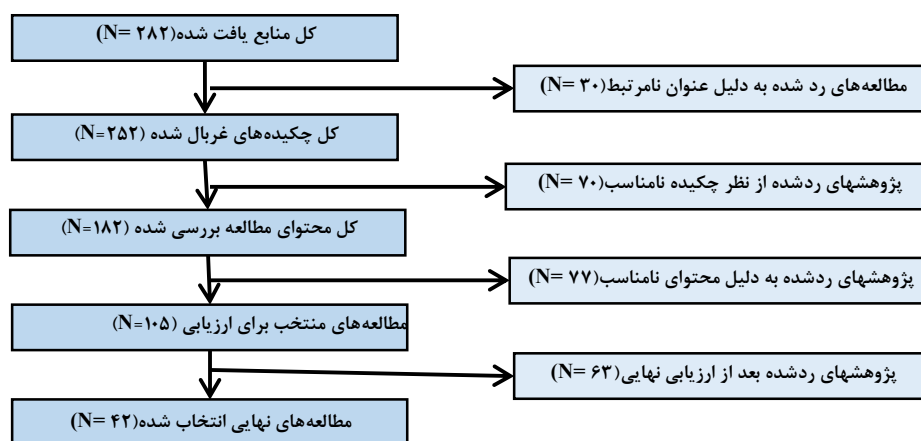 کل منابع یافت شده(N= ۲۸۲)
مطالعه‌های رد شده به دلیل عنوان نامرتبط(N= ۳۰)
کل چکیده‌های غربال شده (N=۲۵۲)
پژوهشهای ردشده از نظر چکیده نامناسب(N= ۷۰)
کل محتوای مطالعه بررسی شده (N=۱۸۲)
پژوهشهای ردشده به دلیل محتوای نامناسب(N= ۷۷)
مطالعه‌های منتخب برای ارزیابی (N=۱۰۵)
پژوهشهای ردشده بعد از ارزیابی نهایی(N= ۶۳)
مطالعه‌های نهایی انتخاب شده(N= ۴۲)